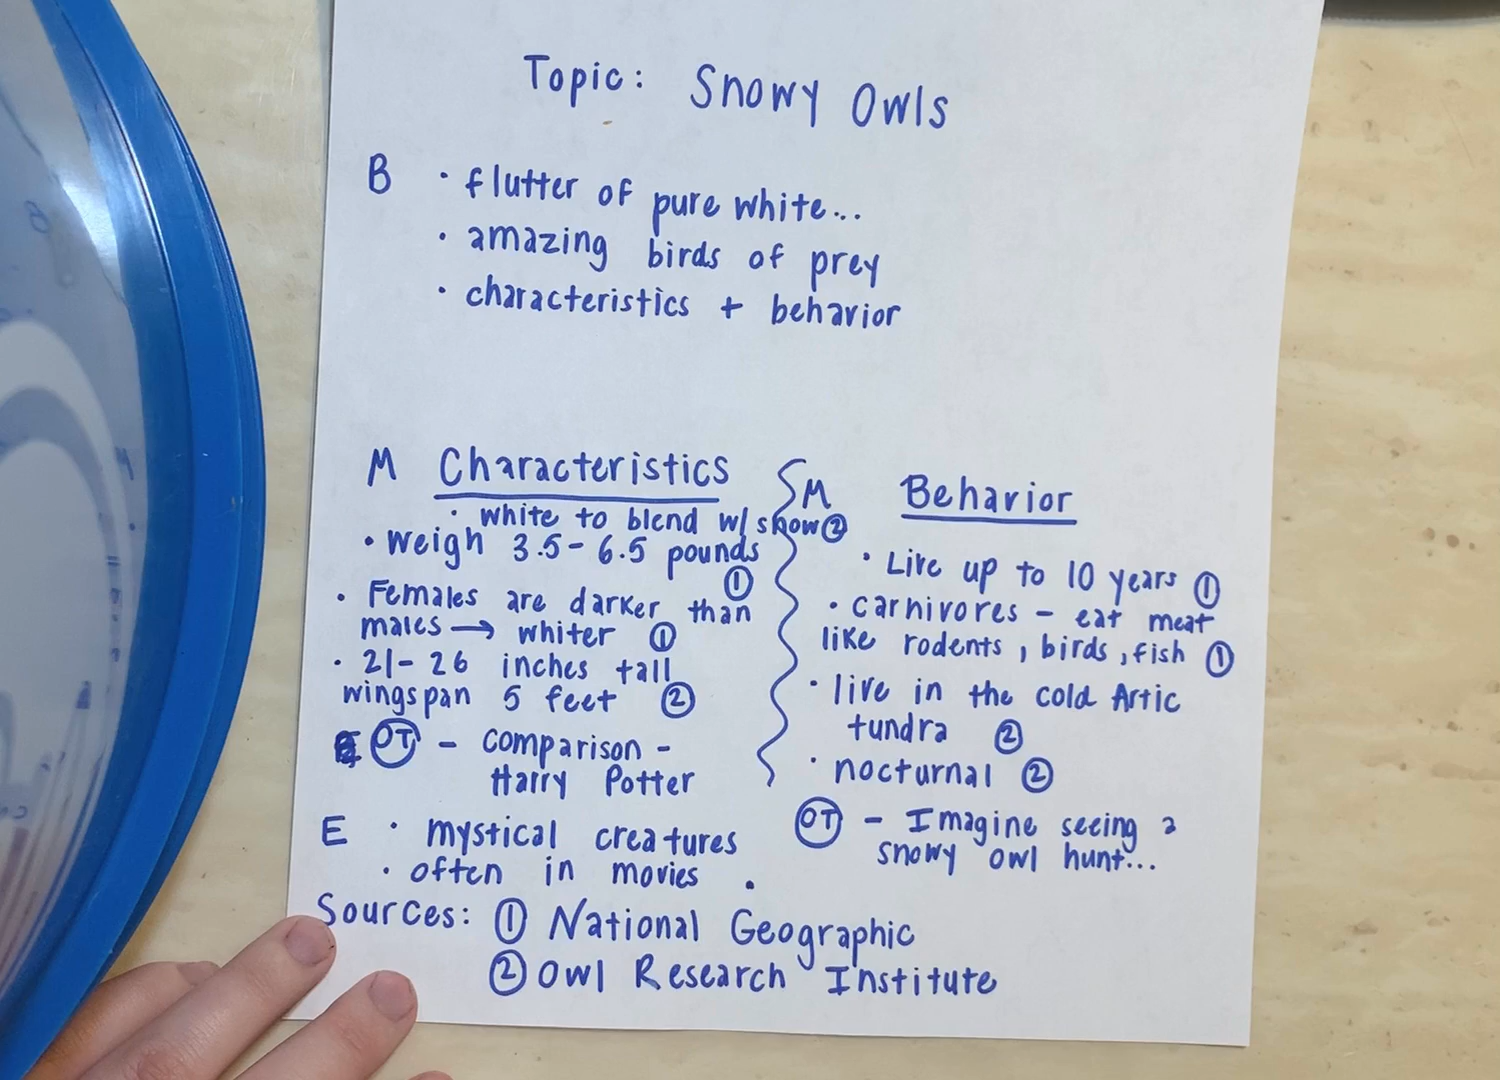 Topic: Snowy Owls
B • flutter of pure white...
• amazing birds of prey
• characteristics + behavior
M Characteristics
• white to blend w/ snow ②
• weigh 3.5-6.5 pounds ①
• Females are darker than
males → whiter ①
• 21-26 inches tall
wingspan 5 feet ②
OT - comparison -
Harry Potter
M Behavior
• Live up to 10 years ①
• carnivores - eat meat
like rodents, birds, fish ①
• live in the cold Artic
tundra ②
• nocturnal ②
OT - Imagine seeing a
snowy owl hunt...
E • mystical creatures
• often in movies.
Sources: ① National Geographic
② Owl Research Institute